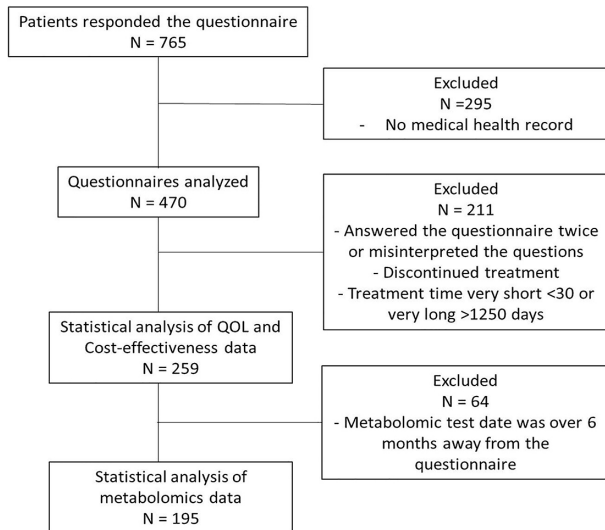 Patients responded the questionnaire
N = 765
Excluded
N =295
- No medical health record
Questionnaires analyzed
N = 470
Excluded
N = 211
- Answered the questionnaire twice
or misinterpreted the questions
- Discontinued treatment
- Treatment time very short <30 or
very long >1250 days
Statistical analysis of QOL and
Cost-effectiveness data
N = 259
Excluded
N = 64
- Metabolomic test date was over 6
months away from the
questionnaire
Statistical analysis of
metabolomics data
N = 195